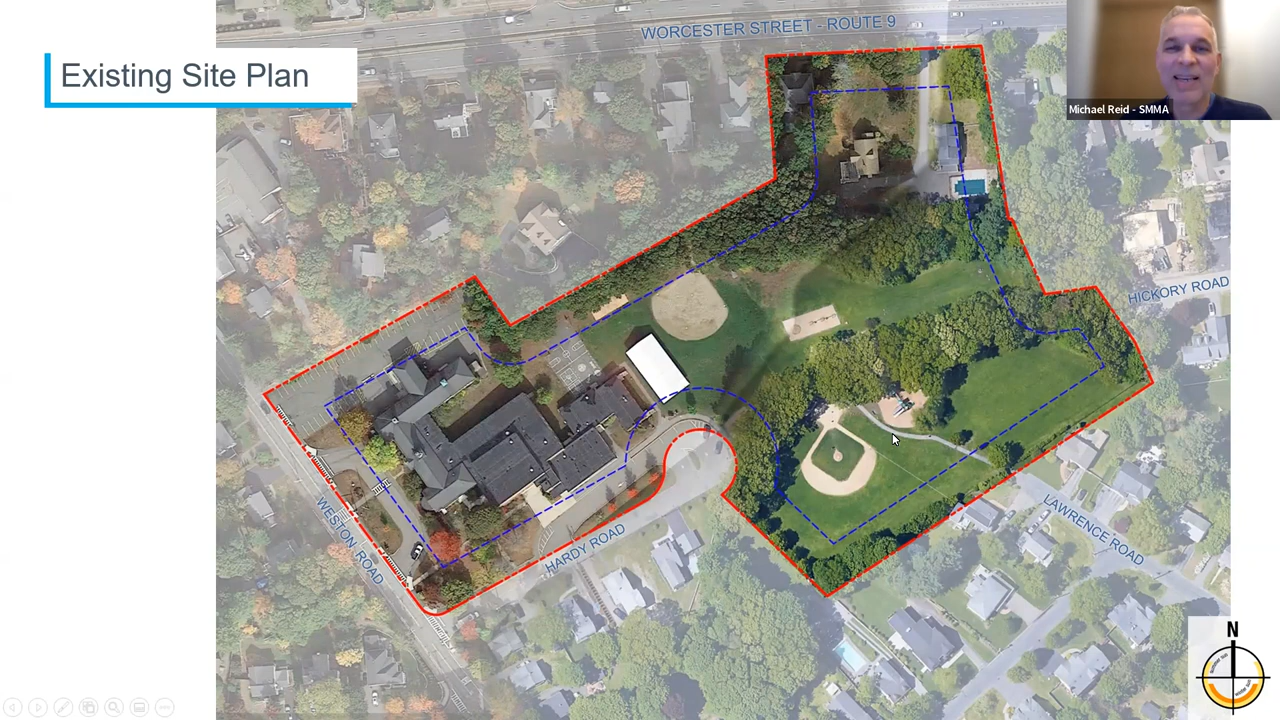 WORCESTER STREET - ROUTE 9
Existing Site Plan
Michael Reid - SMMA
HICKORY ROAD
WESTON ROAD
HARDY ROAD
LAWRENCE ROAD
N